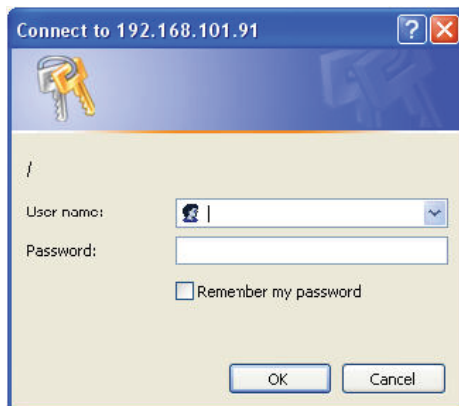 Connect to 192.168.101.91
/
User name:
Password:
Remember my password
OK
Cancel